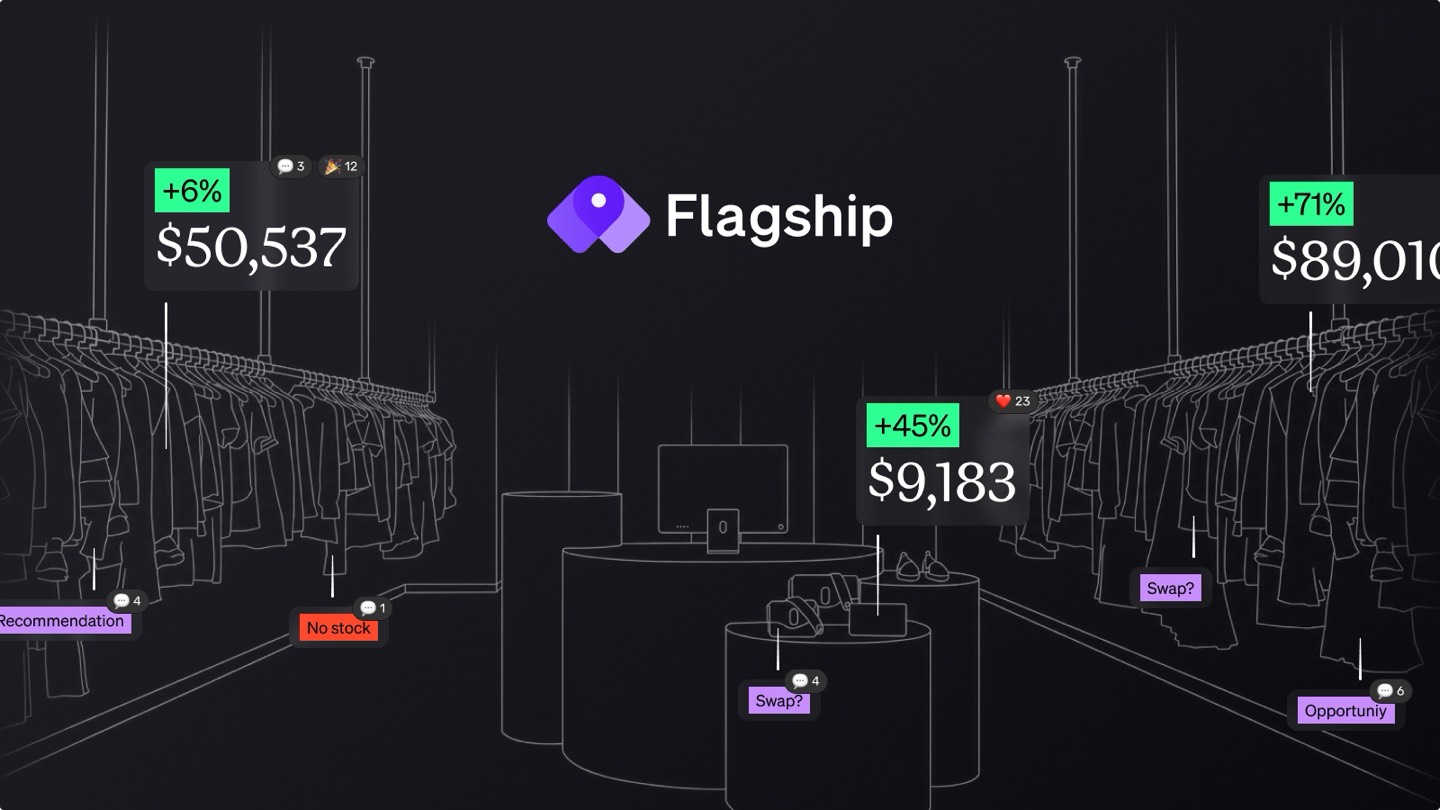 3
12
+6%
$50,537
Flagship
+71%
$89,010
23
+45%
$9,183
4
Recommendation
1
No stock
Swap?
4
Swap?
6
Opportuniy